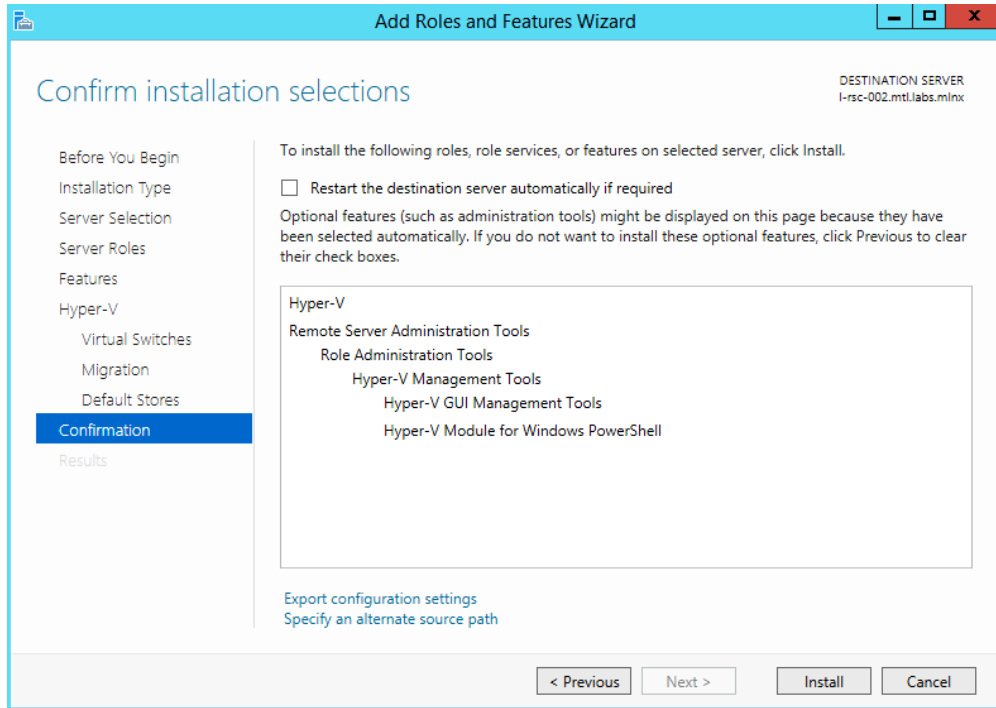 Add Roles and Features Wizard
Confirm installation selections
DESTINATION SERVER
l-rsc-002.mtl.labs.mlnx
Before You Begin
Installation Type
Server Selection
Server Roles
Features
Hyper-V
Virtual Switches
Migration
Default Stores
Confirmation
Results
To install the following roles, role services, or features on selected server, click Install.
Restart the destination server automatically if required
Optional features (such as administration tools) might be displayed on this page because they have
been selected automatically. If you do not want to install these optional features, click Previous to clear
their check boxes.
Hyper-V
Remote Server Administration Tools
Role Administration Tools
Hyper-V Management Tools
Hyper-V GUI Management Tools
Hyper-V Module for Windows PowerShell
Export configuration settings
Specify an alternate source path
< Previous Next > Install Cancel